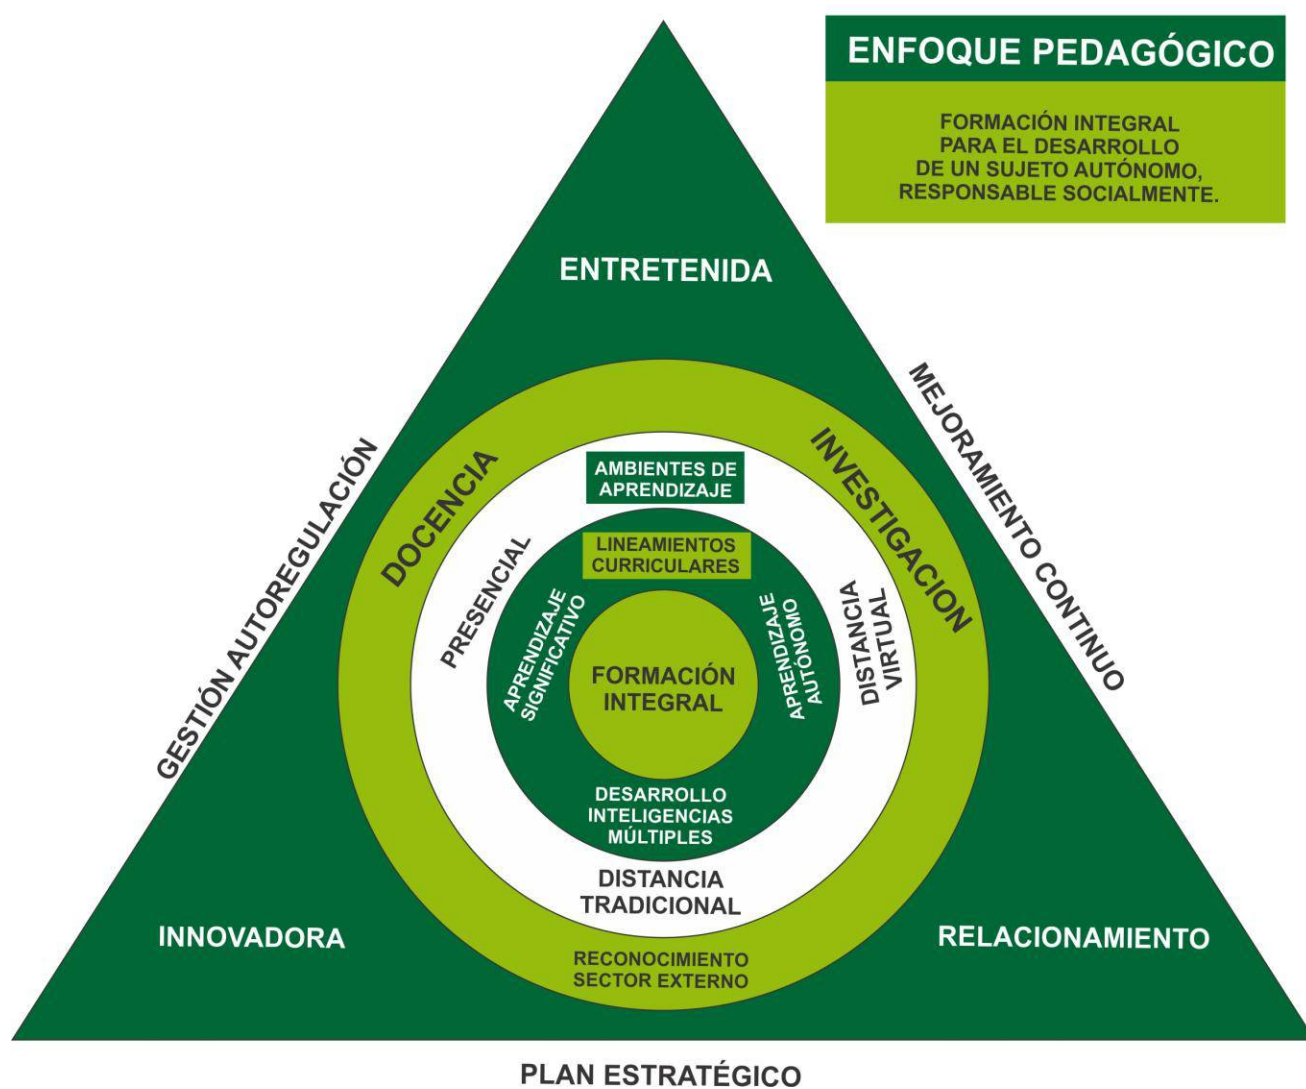 ENFOQUE PEDAGÓGICO
FORMACIÓN INTEGRAL
PARA EL DESARROLLO
DE UN SUJETO AUTÓNOMO,
RESPONSABLE SOCIALMENTE.
ENTRETENIDA
GESTIÓN AUTOREGULACIÓN
MEJORAMIENTO CONTINUO
DOCENCIA
INVESTIGACION
AMBIENTES DE
APRENDIZAJE
PRESENCIAL
DISTANCIA
VIRTUAL
LINEAMIENTOS
CURRICULARES
APRENDIZAJE
SIGNIFICATIVO
APRENDIZAJE
AUTÓNOMO
FORMACIÓN
INTEGRAL
DESARROLLO
INTELIGENCIAS
MÚLTIPLES
DISTANCIA
TRADICIONAL
INNOVADORA
RELACIONAMIENTO
RECONOCIMIENTO
SECTOR EXTERNO
PLAN ESTRATÉGICO